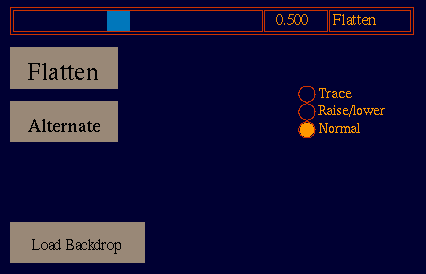 0.500 Flatten
Flatten
Trace
Raise/lower
Alternate
Normal
Load Backdrop